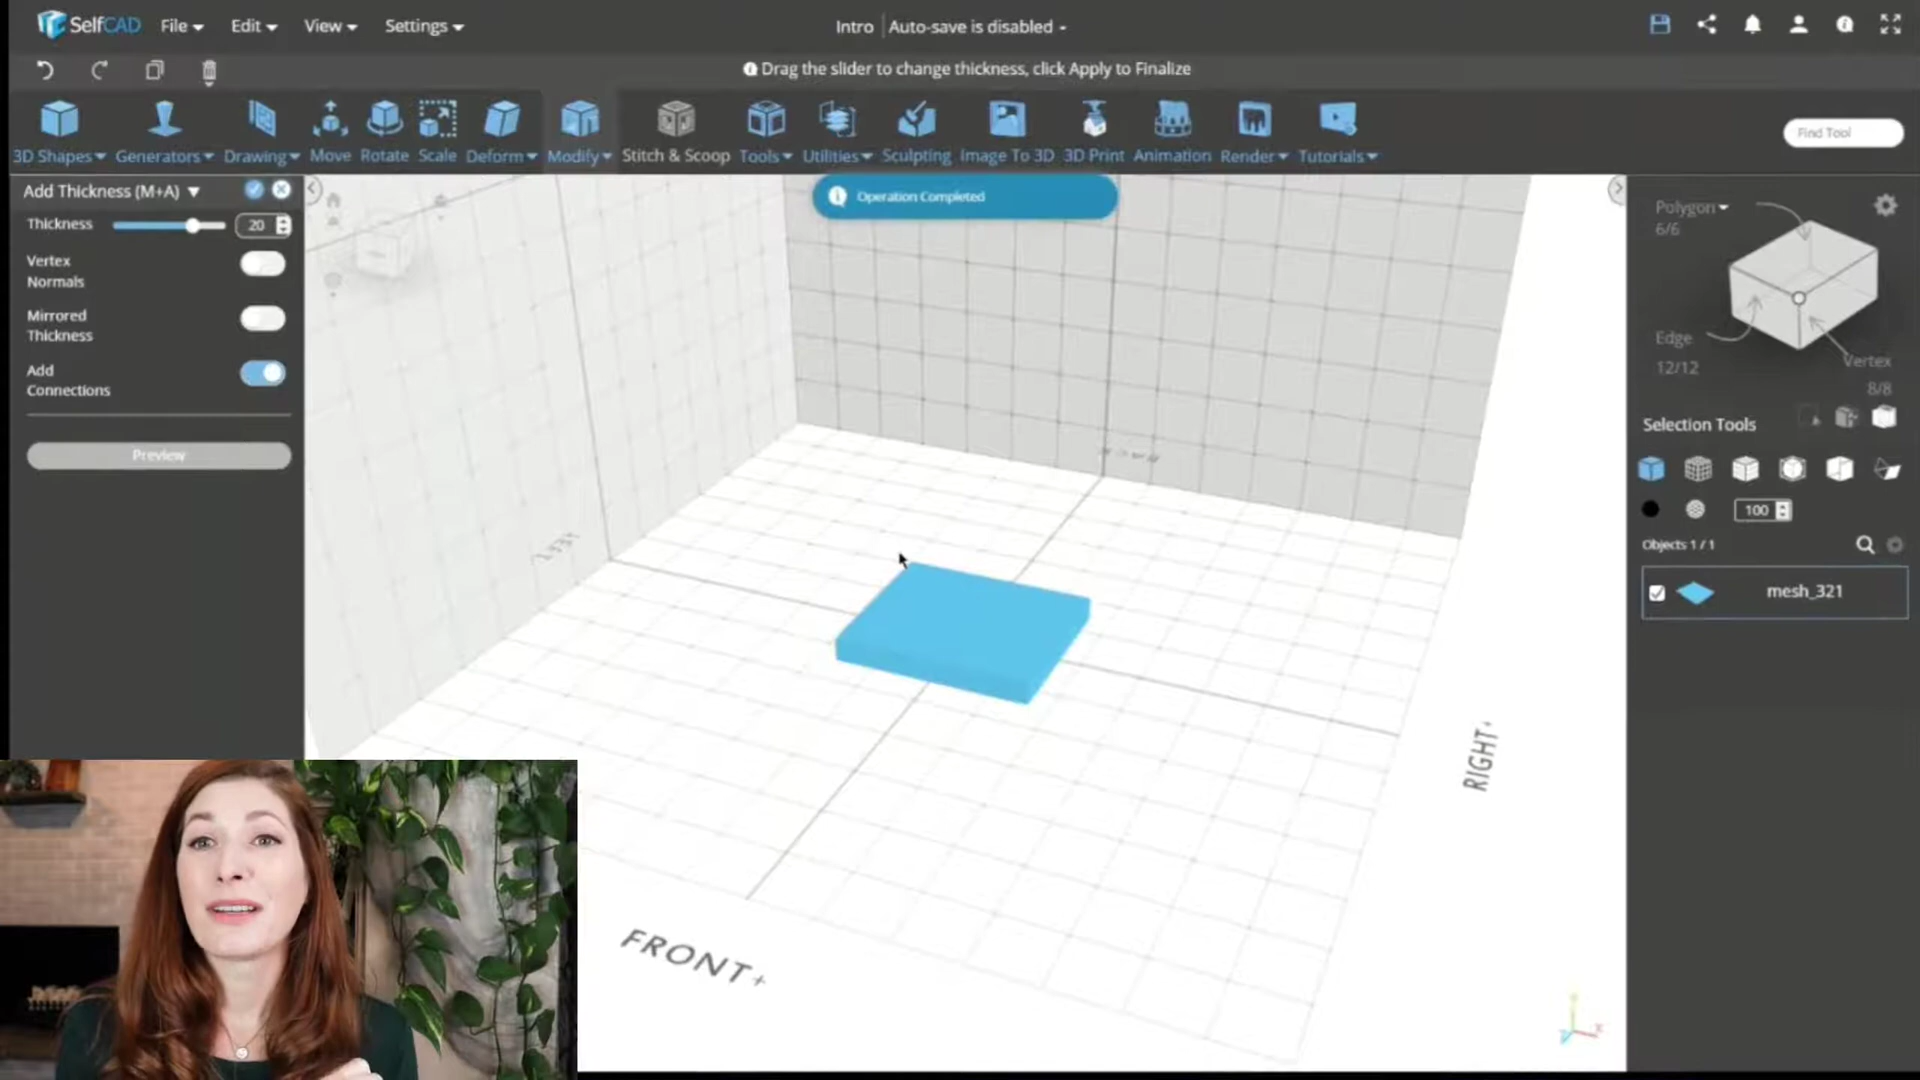 SelfCAD File Edit View Settings Intro Auto-save is disabled
Drag the slider to change thickness, click Apply to Finalize
3D Shapes Generators Drawing Move Rotate Scale Deform Modify Stitch & Scoop Tools Utilities Sculpting Image To 3D 3D Print Animation Render Tutorials Find Tool
Add Thickness (M+A)
Thickness 20
Vertex
Normals
Mirrored
Thickness
Add
Connections
Preview
Operation Completed
LEFT
RIGHT+
FRONT+
Polygon
6/6
Edge
12/12
Vertex
8/8
Selection Tools
100
Objects 1 / 1
mesh_321